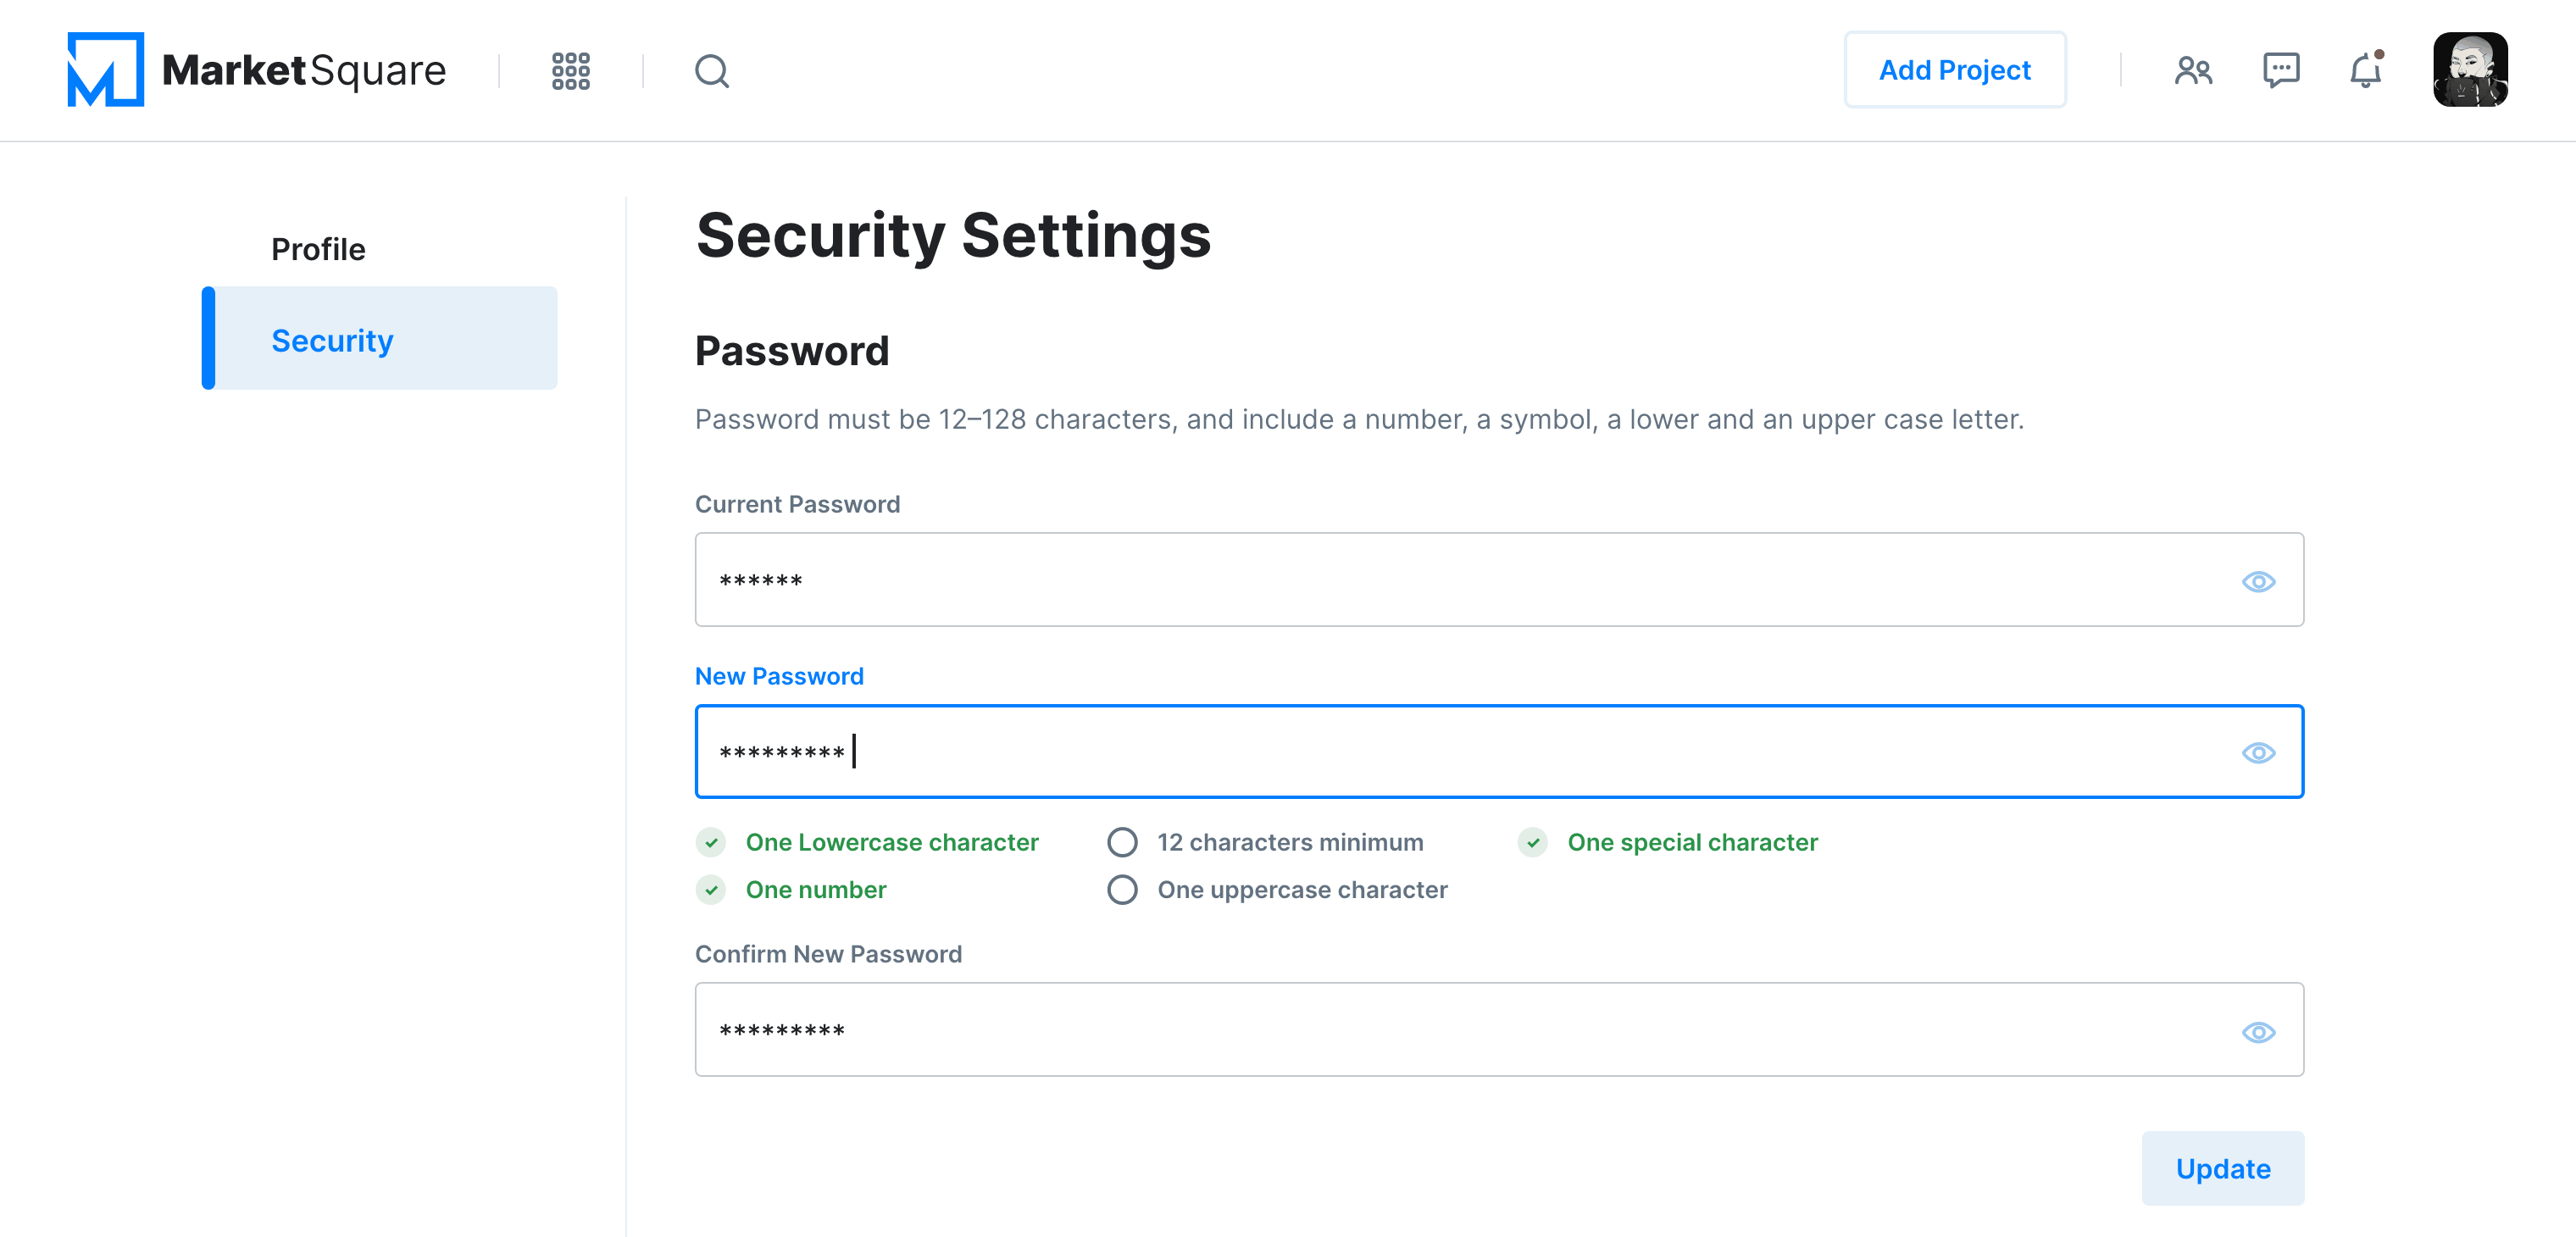 MarketSquare
Add Project
Profile
Security
Security Settings
Password
Password must be 12–128 characters, and include a number, a symbol, a lower and an upper case letter.
Current Password
******
New Password
*********
One Lowercase character
12 characters minimum
One special character
One number
One uppercase character
Confirm New Password
*********
Update